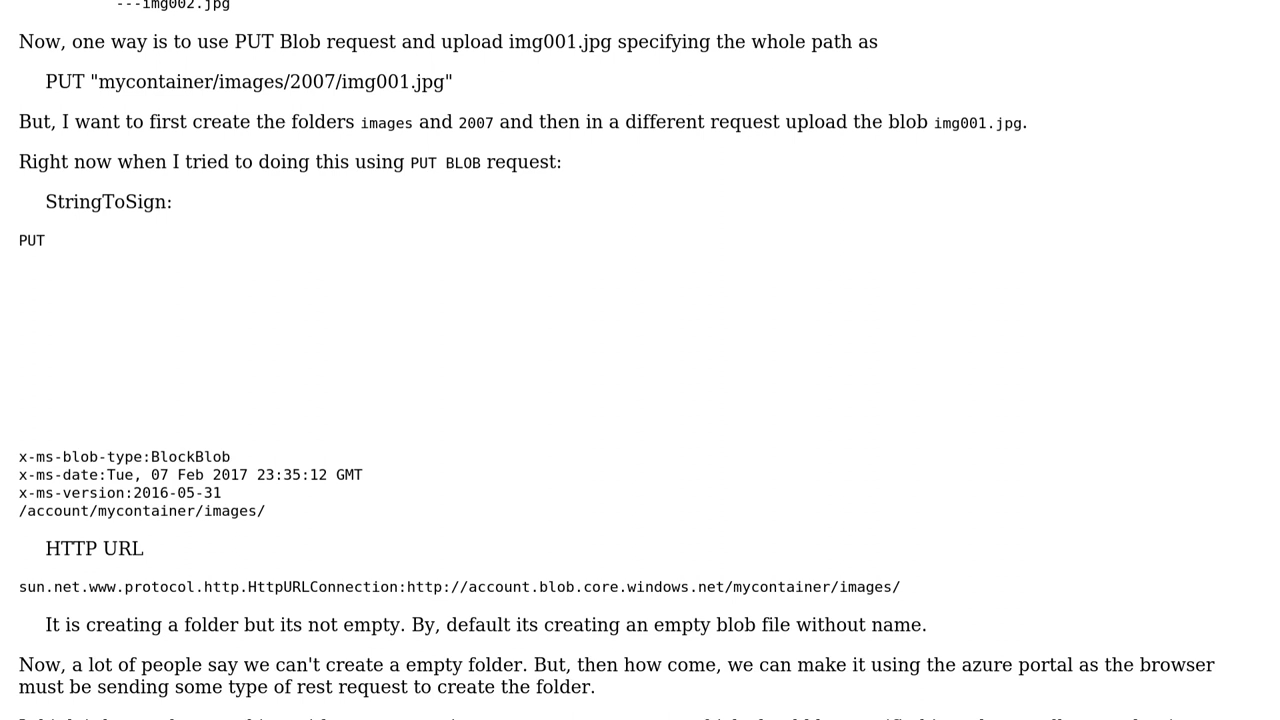 ---img002.jpg
Now, one way is to use PUT Blob request and upload img001.jpg specifying the whole path as
PUT "mycontainer/images/2007/img001.jpg"
But, I want to first create the folders images and 2007 and then in a different request upload the blob img001.jpg.
Right now when I tried to doing this using PUT BLOB request:
StringToSign:
PUT
x-ms-blob-type:BlockBlob
x-ms-date:Tue, 07 Feb 2017 23:35:12 GMT
x-ms-version:2016-05-31
/account/mycontainer/images/
HTTP URL
sun.net.www.protocol.http.HttpURLConnection:http://account.blob.core.windows.net/mycontainer/images/
It is creating a folder but its not empty. By, default its creating an empty blob file without name.
Now, a lot of people say we can't create a empty folder. But, then how come, we can make it using the azure portal as the browser
must be sending some type of rest request to create the folder.